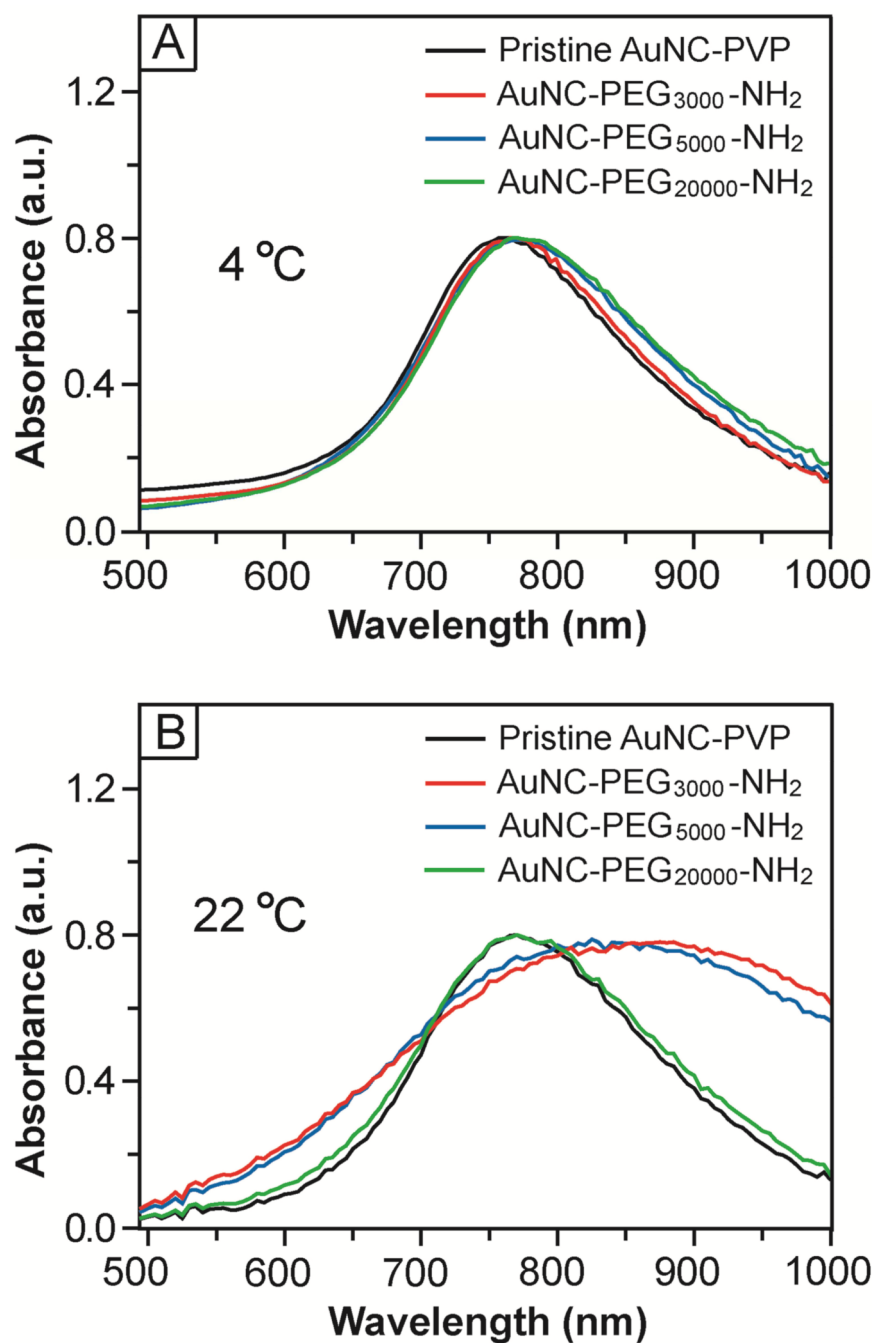 A
Pristine AuNC-PVP
AuNC-PEG₃₀₀₀-NH₂
AuNC-PEG₅₀₀₀-NH₂
AuNC-PEG₂₀₀₀₀-NH₂
4 °C
1.2
0.8
0.4
0.0
Absorbance (a.u.)
500 600 700 800 900 1000
Wavelength (nm)
B
Pristine AuNC-PVP
AuNC-PEG₃₀₀₀-NH₂
AuNC-PEG₅₀₀₀-NH₂
AuNC-PEG₂₀₀₀₀-NH₂
22 °C
1.2
0.8
0.4
0.0
Absorbance (a.u.)
500 600 700 800 900 1000
Wavelength (nm)